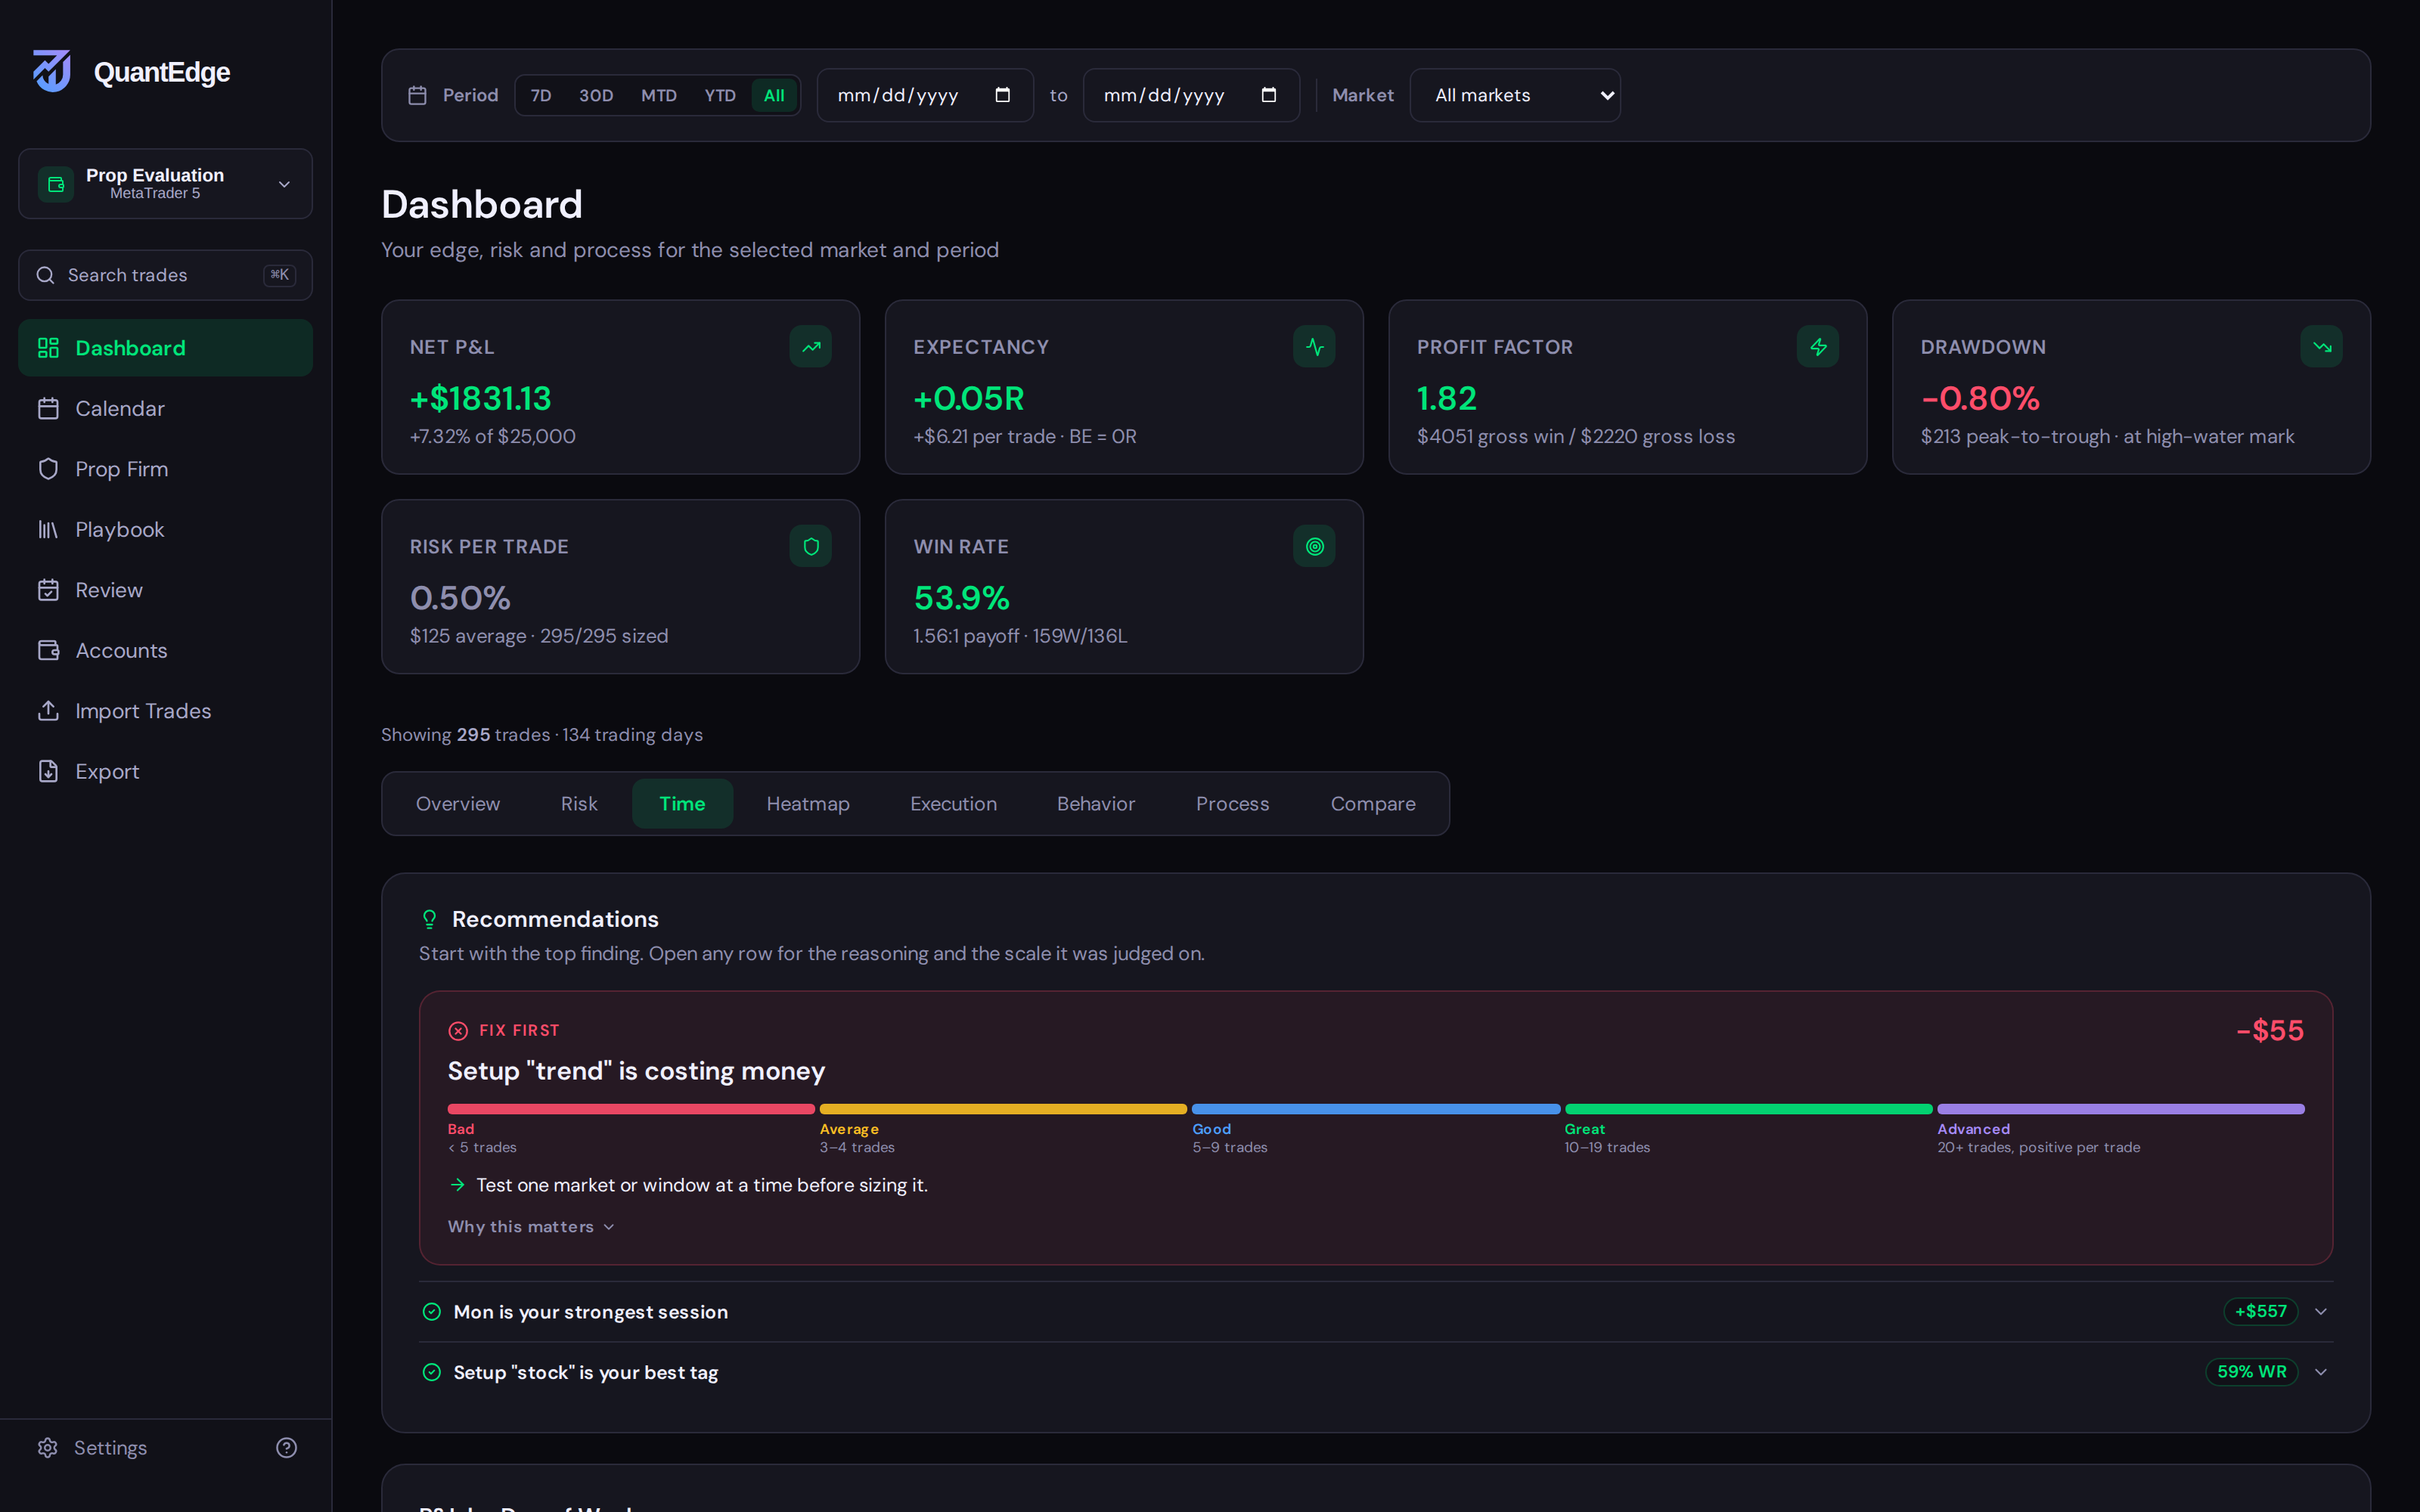 QuantEdge
Prop Evaluation
MetaTrader 5
Search trades ⌘K
Dashboard
Calendar
Prop Firm
Playbook
Review
Accounts
Import Trades
Export
Settings
Period 7D 30D MTD YTD All mm/dd/yyyy to mm/dd/yyyy Market All markets
Dashboard
Your edge, risk and process for the selected market and period
NET P&L
+$1831.13
+7.32% of $25,000
EXPECTANCY
+0.05R
+$6.21 per trade · BE = 0R
PROFIT FACTOR
1.82
$4051 gross win / $2220 gross loss
DRAWDOWN
-0.80%
$213 peak-to-trough · at high-water mark
RISK PER TRADE
0.50%
$125 average · 295/295 sized
WIN RATE
53.9%
1.56:1 payoff · 159W/136L
Showing 295 trades · 134 trading days
Overview Risk Time Heatmap Execution Behavior Process Compare
Recommendations
Start with the top finding. Open any row for the reasoning and the scale it was judged on.
FIX FIRST -$55
Setup "trend" is costing money
Bad Average Good Great Advanced
< 5 trades 3–4 trades 5–9 trades 10–19 trades 20+ trades, positive per trade
→ Test one market or window at a time before sizing it.
Why this matters
Mon is your strongest session +$557
Setup "stock" is your best tag 59% WR